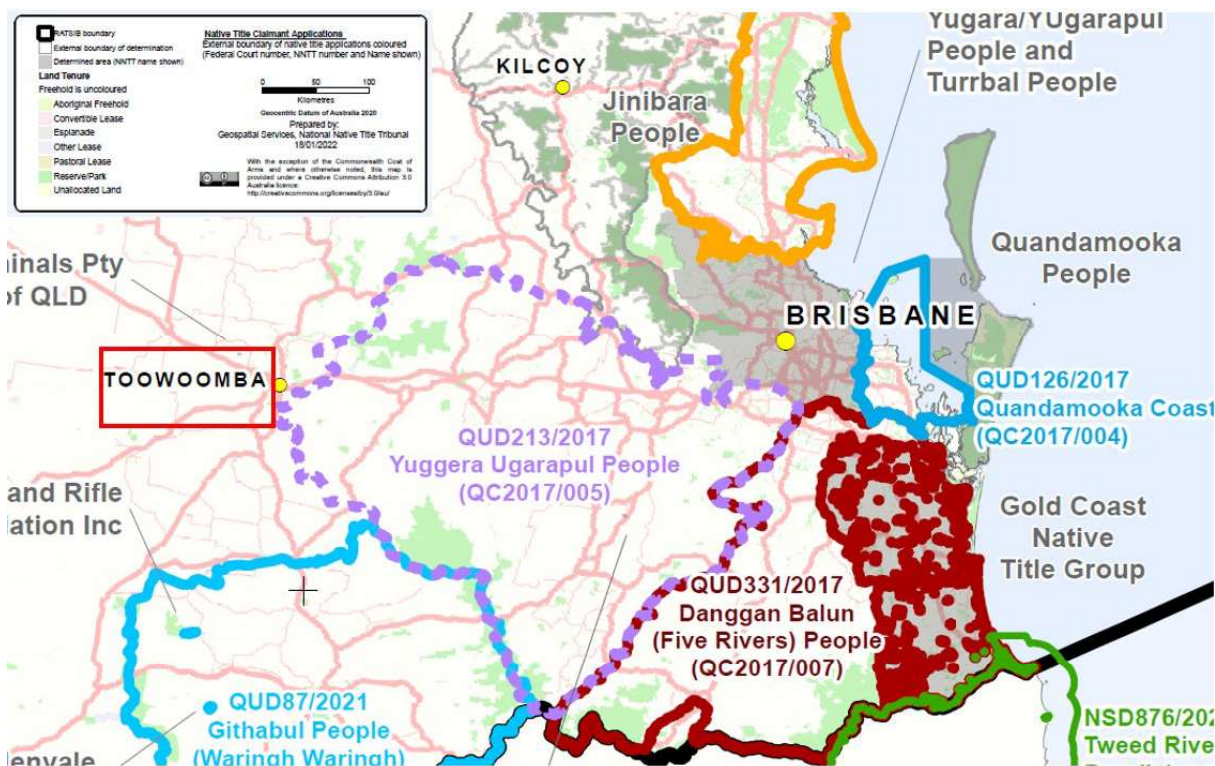 RATSIB boundary
External boundary of determination
Determined area (NNTT name shown)
Land Tenure
Freehold is uncoloured
Aboriginal Freehold
Convertible Lease
Esplanade
Other Lease
Pastoral Lease
Reserve/Park
Unallocated Land
Native Title Claimant Applications
External boundary of native title applications coloured
(Federal Court number, NNTT number and Name shown)
0 50 100
Kilometres
Geocentric Datum of Australia 2020
Prepared by:
Geospatial Services, National Native Title Tribunal
18/01/2022
With the exception of the Commonwealth Coat of
Arms and where otherwise noted, this map is
provided under a Creative Commons Attribution 3.0
Australia licence:
http://creativecommons.org/licenses/by/3.0/au/
KILCOY
Jinibara
People
Yugara/YUgarapul
People and
Turrbal People
Quandamooka
People
inals Pty
of QLD
BRISBANE
TOOWOOMBA
QUD126/2017
Quandamooka Coast
(QC2017/004)
QUD213/2017
Yuggera Ugarapul People
(QC2017/005)
and Rifle
iation Inc
Gold Coast
Native
Title Group
QUD331/2017
Danggan Balun
(Five Rivers) People
(QC2017/007)
QUD87/2021
Githabul People
(Waringh Waringh)
envale
NSD876/202
Tweed Rive